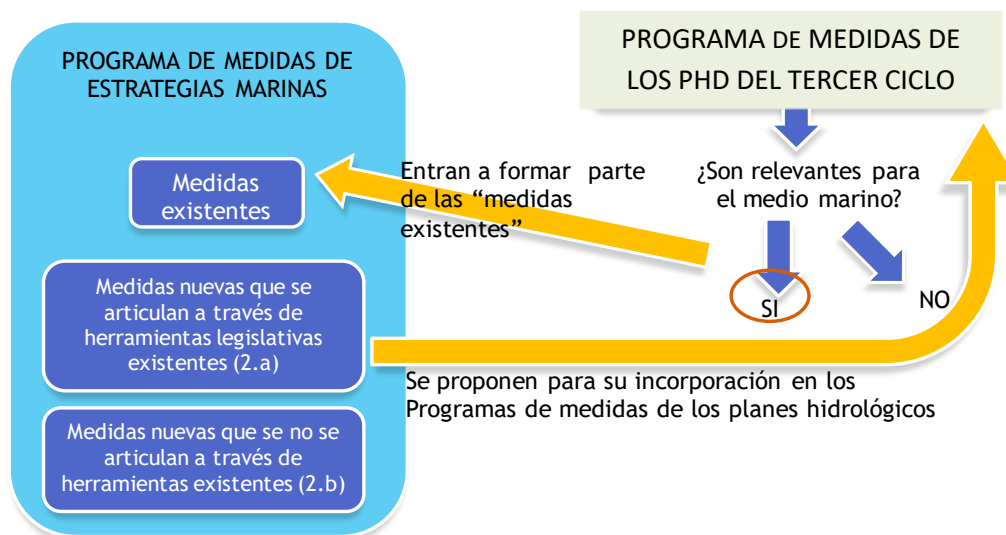 PROGRAMA DE MEDIDAS DE
ESTRATEGIAS MARINAS
Medidas
existentes
Medidas nuevas que se
articulan a través de
herramientas legislativas
existentes (2.a)
Medidas nuevas que se no se
articulan a través de
herramientas existentes (2.b)
PROGRAMA DE MEDIDAS DE
LOS PHD DEL TERCER CICLO
¿Son relevantes para
el medio marino?
SI
NO
Entran a formar parte
de las “medidas
existentes”
Se proponen para su incorporación en los
Programas de medidas de los planes hidrológicos